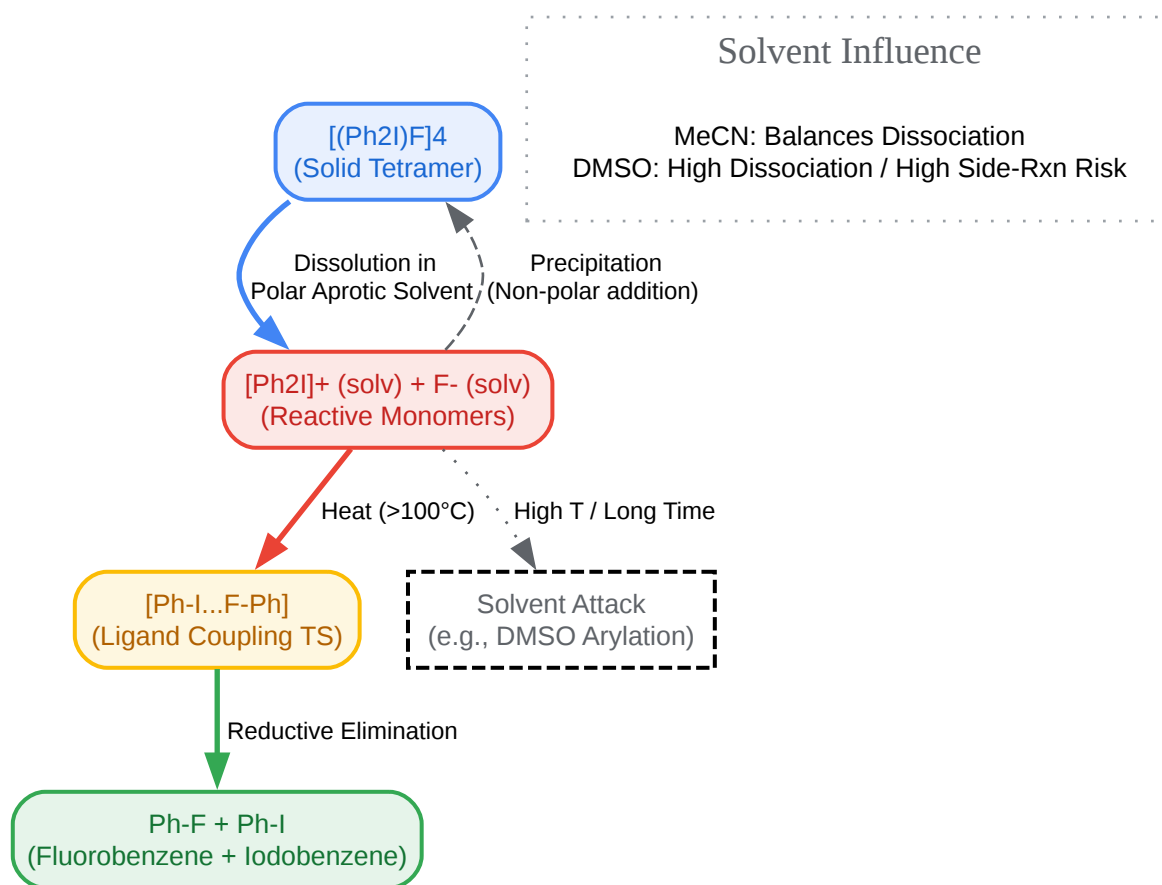 Solvent Influence
MeCN: Balances Dissociation
DMSO: High Dissociation / High Side-Rxn Risk
[(Ph2I)F]4
(Solid Tetramer)
Dissolution in
Polar Aprotic Solvent
Precipitation
(Non-polar addition)
[Ph2I]+ (solv) + F- (solv)
(Reactive Monomers)
Heat (>100°C)
High T / Long Time
[Ph-I...F-Ph]
(Ligand Coupling TS)
Solvent Attack
(e.g., DMSO Arylation)
Reductive Elimination
Ph-F + Ph-I
(Fluorobenzene + Iodobenzene)